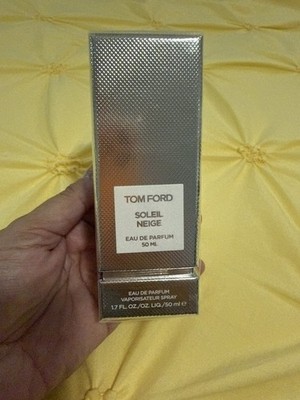 TOM FORD
SOLEIL
NEIGE
EAU DE PARFUM
50 ML
EAU DE PARFUM
VAPORISATEUR SPRAY
1.7 FL. OZ./OZ. LIQ./50 ml ℮